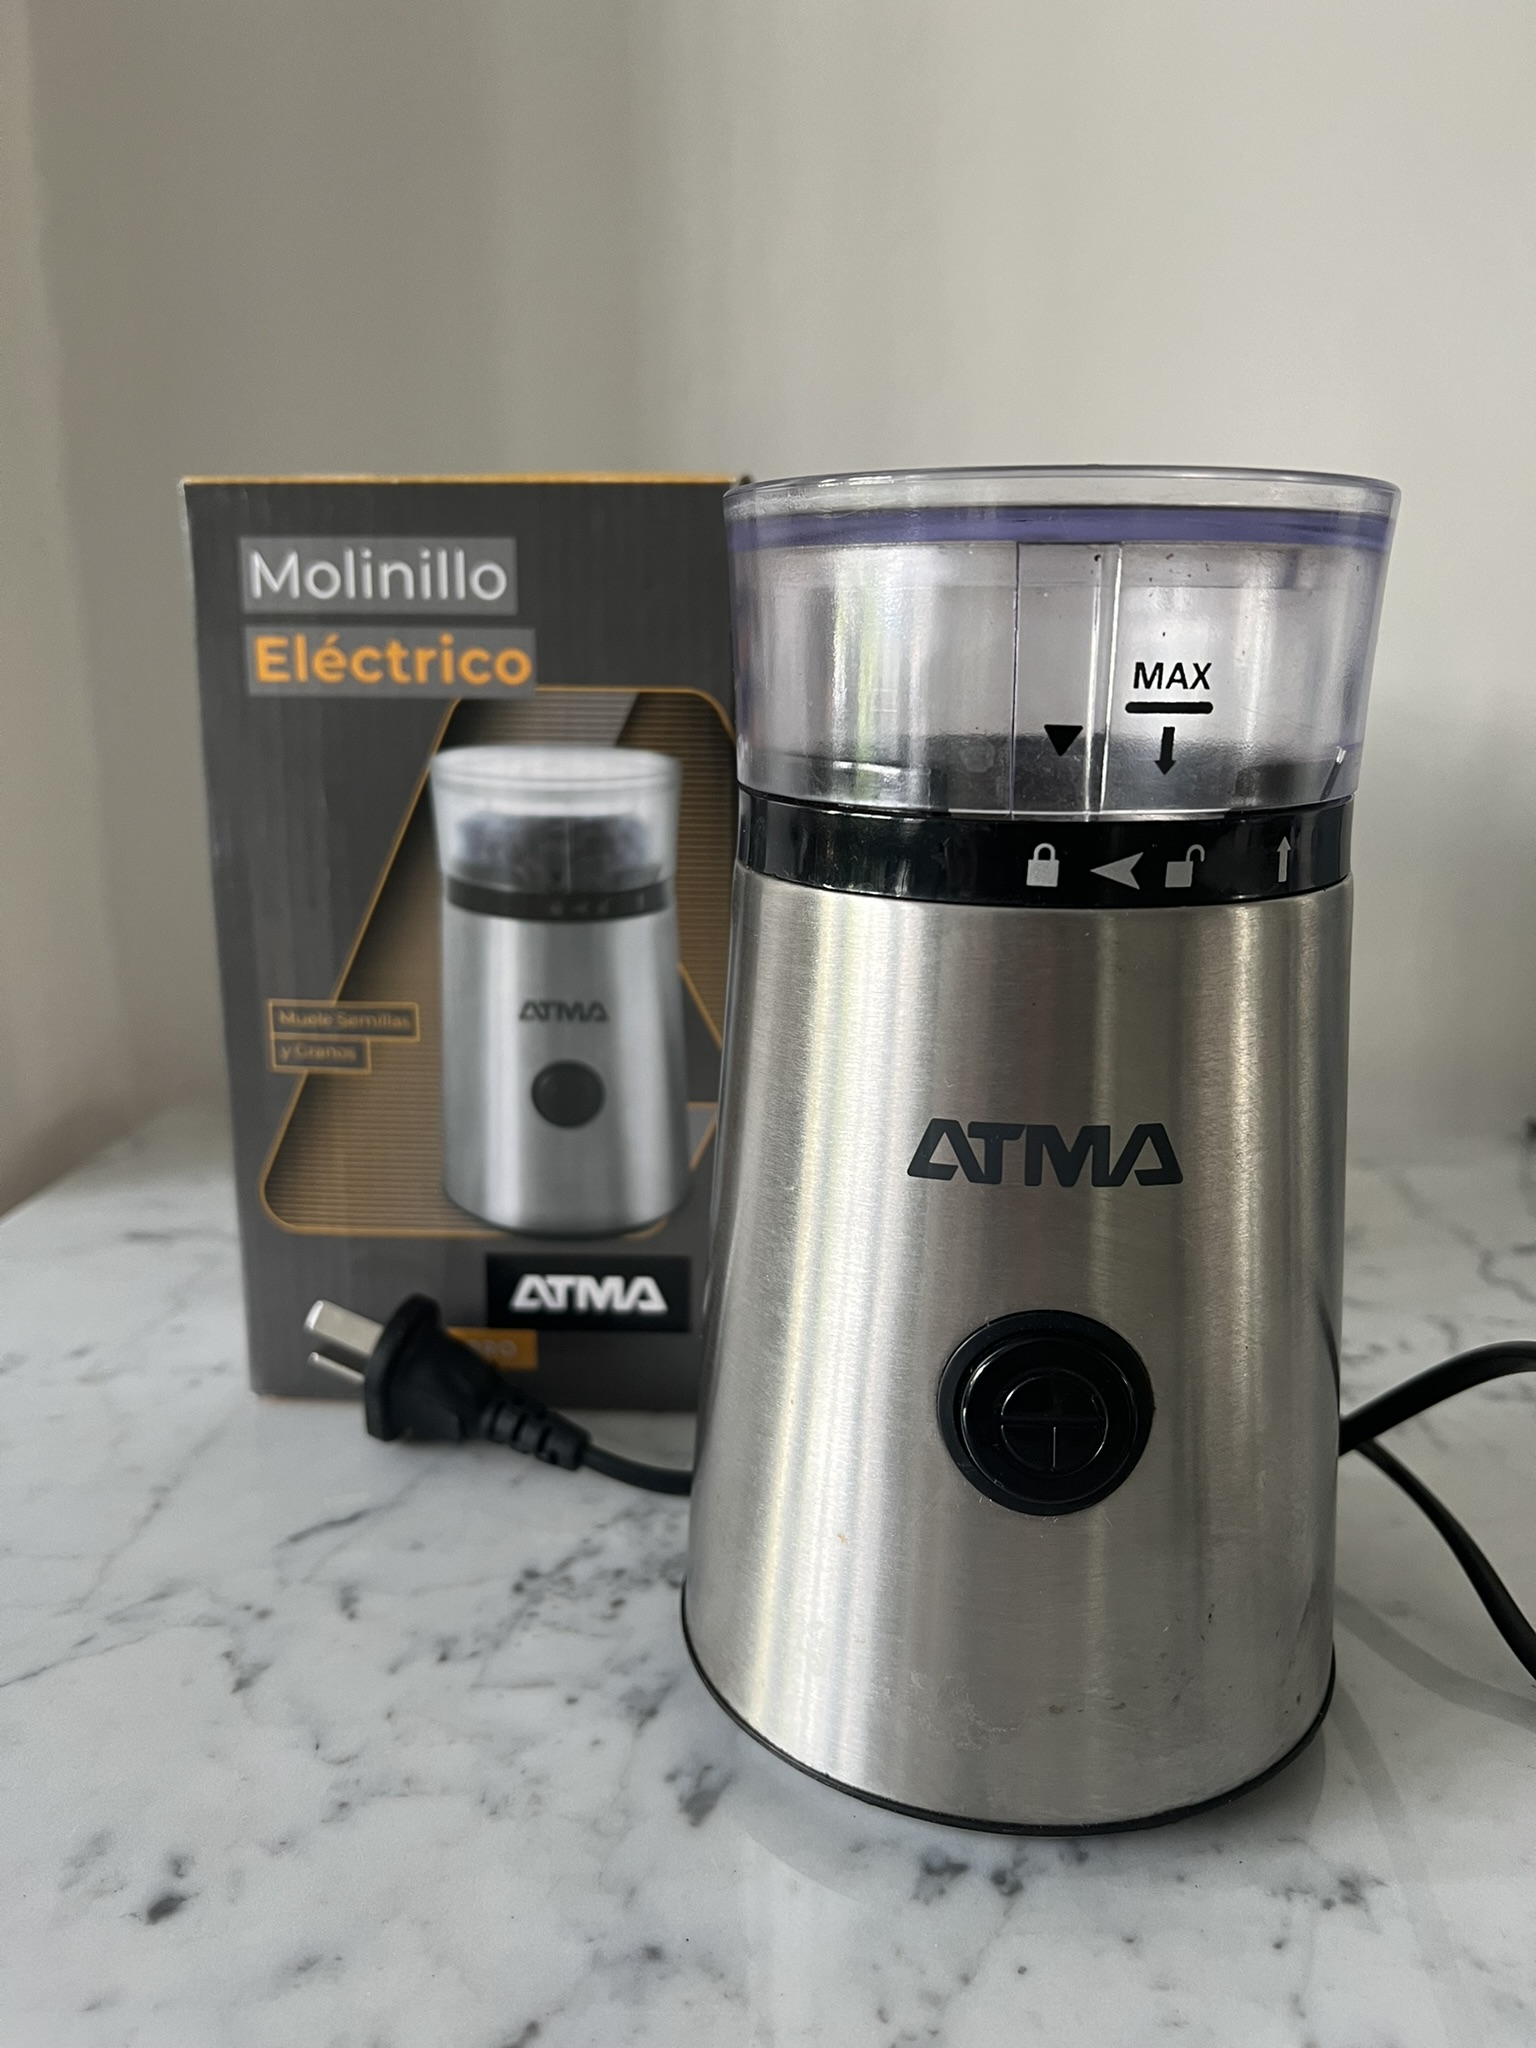 Molinillo
Eléctrico
Muele Semillas
y Granos
ATMA
ATMA
MAX
ATMA